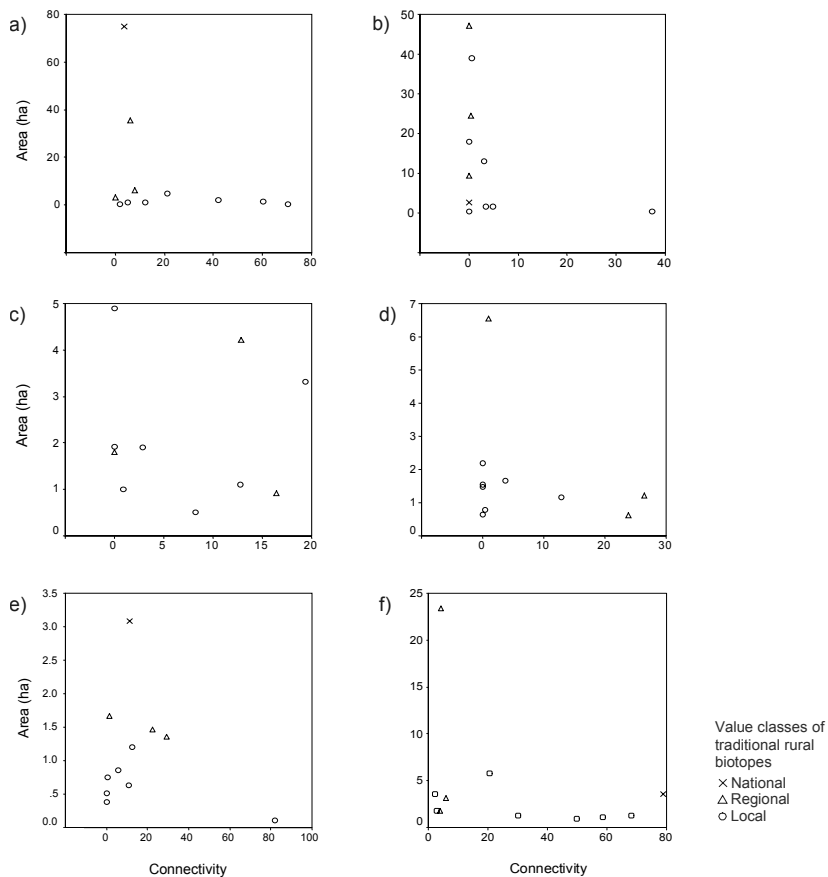 a)
80
60
40
20
0
Area (ha)
0 20 40 60 80
b)
50
40
30
20
10
0
0 10 20 30 40
c)
5
4
3
2
1
0
Area (ha)
0 5 10 15 20
d)
7
6
5
4
3
2
1
0
0 10 20 30
e)
3.5
3.0
2.5
2.0
1.5
1.0
.5
0.0
Area (ha)
0 20 40 60 80 100
Connectivity
f)
25
20
15
10
5
0
0 20 40 60 80
Connectivity
Value classes of
traditional rural
biotopes
National
Regional
Local